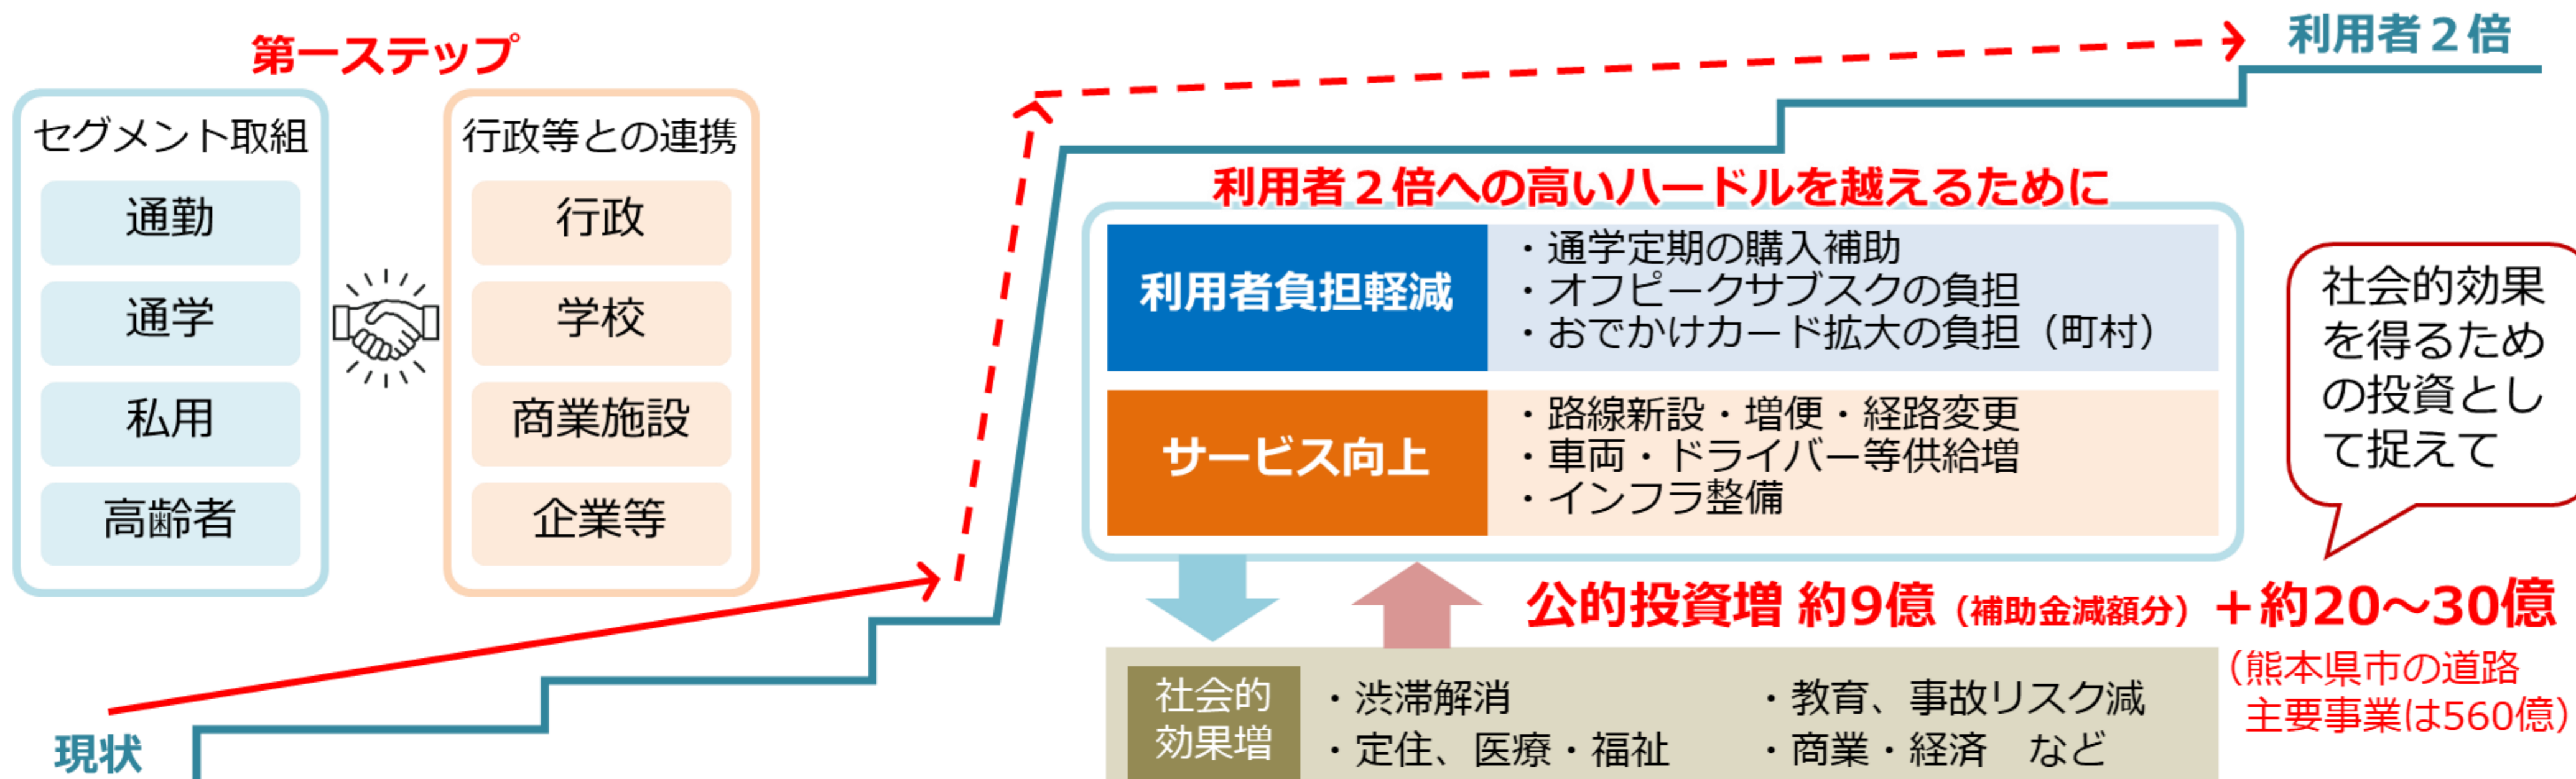 第一ステップ
セグメント取組
通勤
通学
私用
高齢者
行政等との連携
行政
学校
商業施設
企業等
現状
利用者２倍
利用者２倍への高いハードルを越えるために
利用者負担軽減
・通学定期の購入補助
・オフピークサブスクの負担
・おでかけカード拡大の負担（町村）
サービス向上
・路線新設・増便・経路変更
・車両・ドライバー等供給増
・インフラ整備
社会的効果
を得るため
の投資とし
て捉えて
公的投資増 約9億（補助金減額分）＋約20～30億
（熊本県市の道路
主要事業は560億）
社会的
効果増
・渋滞解消
・定住、医療・福祉
・教育、事故リスク減
・商業・経済　など